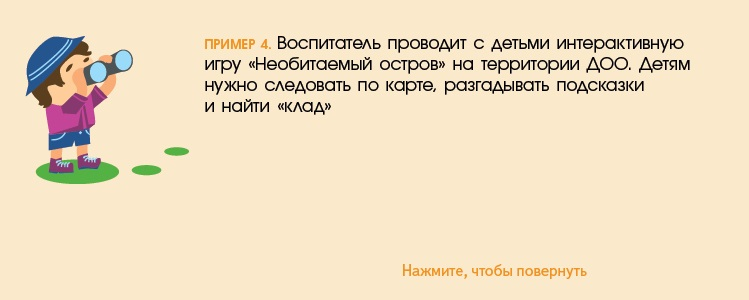 ПРИМЕР 4. Воспитатель проводит с детьми интерактивную
игру «Необитаемый остров» на территории ДОО. Детям
нужно следовать по карте, разгадывать подсказки
и найти «клад»
Нажмите, чтобы повернуть